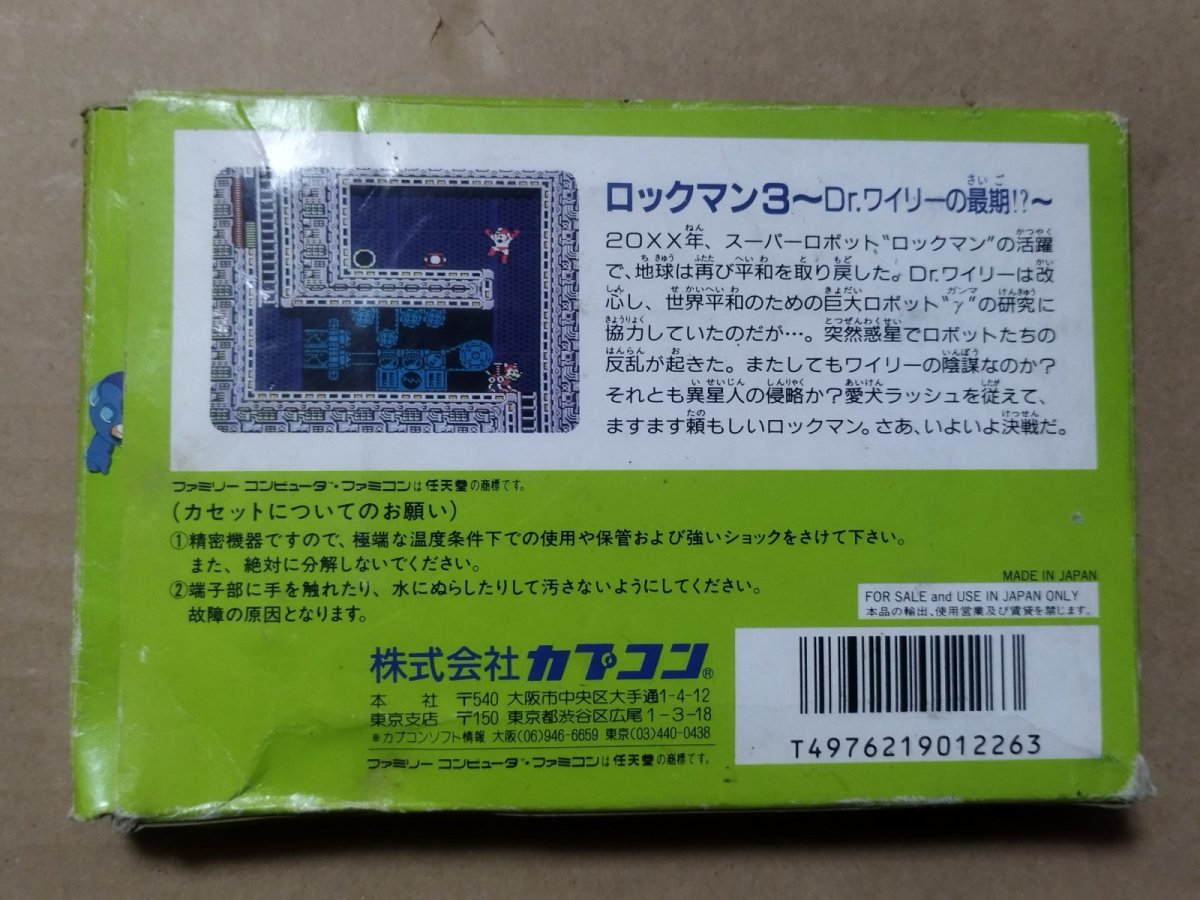 ロックマン3〜Dr.ワイリーの最期!?〜
20XX年、スーパーロボット"ロックマン"の活躍
で、地球は再び平和を取り戻した。Dr.ワイリーは改
心し、世界平和のための巨大ロボット"γ"の研究に
協力していたのだが…。突然惑星でロボットたちの
反乱が起きた。またしてもワイリーの陰謀なのか?
それとも異星人の侵略か?愛犬ラッシュを従えて、
ますます頼もしいロックマン。さあ、いよいよ決戦だ。
ファミリーコンピュータ・ファミコンは任天堂の商標です。
(カセットについてのお願い)
①精密機器ですので、極端な温度条件下での使用や保管および強いショックをさけて下さい。
また、絶対に分解しないでください。
②端子部に手を触れたり、水にぬらしたりして汚さないようにしてください。
故障の原因となります。
MADE IN JAPAN
FOR SALE and USE IN JAPAN ONLY
本品の輸出、使用営業及び賃貸を禁じます。
株式会社カプコン®
本社 〒540 大阪市中央区大手通1-4-12
東京支店 〒150 東京都渋谷区広尾1-3-18
*カプコンソフト情報 大阪(06)946-6659 東京(03)440-0438
ファミリーコンピュータ・ファミコンは任天堂の商標です。
T4976219012263